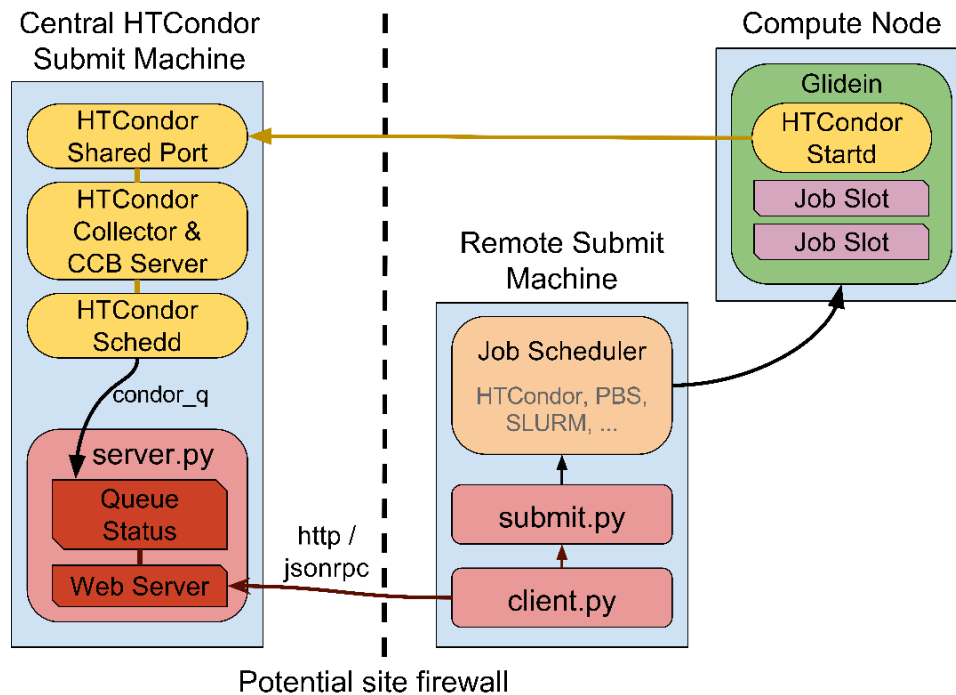 Central HTCondor
Submit Machine
HTCondor
Shared Port
HTCondor
Collector &
CCB Server
HTCondor
Schedd
condor_q
server.py
Queue
Status
Web Server
http /
jsonrpc
Potential site firewall
Remote Submit
Machine
Job Scheduler
HTCondor, PBS,
SLURM, ...
submit.py
client.py
Compute Node
Glidein
HTCondor
Startd
Job Slot
Job Slot